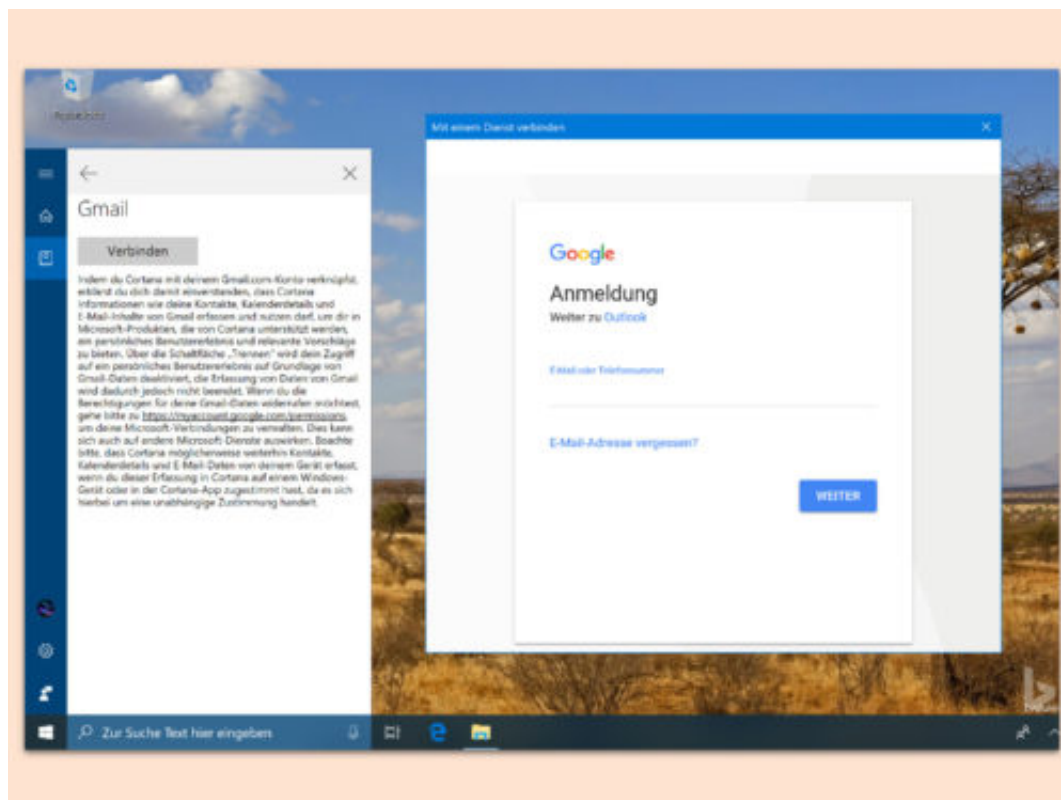 Mit einem Dienst verbinden
Gmail
Verbinden
Indem du Cortana mit deinem Gmail.com-Konto verknüpfst,
erklärst du dich damit einverstanden, dass Cortana
Informationen wie deine Kontakte, Kalenderdetails und
E-Mail-Inhalte von Gmail erfassen und nutzen darf, um dir in
Microsoft-Produkten, die von Cortana unterstützt werden,
ein persönliches Benutzererlebnis und relevante Vorschläge
zu bieten. Über die Schaltfläche „Trennen" wird dein Zugriff
auf ein persönliches Benutzererlebnis auf Grundlage von
Gmail-Daten deaktiviert, die Erfassung von Daten von Gmail
wird dadurch jedoch nicht beendet. Wenn du die
Berechtigungen für deine Gmail-Daten widerrufen möchtest,
gehe bitte zu https://myaccount.google.com/permissions,
um deine Microsoft-Verbindungen zu verwalten. Dies kann
sich auch auf andere Microsoft-Dienste auswirken. Beachte
bitte, dass Cortana möglicherweise weiterhin Kontakte,
Kalenderdetails und E-Mail-Daten von deinem Gerät erfasst,
wenn du dieser Erfassung in Cortana auf einem Windows-
Gerät oder in der Cortana-App zugestimmt hast, da es sich
hierbei um eine unabhängige Zustimmung handelt.
Google
Anmeldung
Weiter zu Outlook
E-Mail oder Telefonnummer
E-Mail-Adresse vergessen?
WEITER
Zur Suche Text hier eingeben